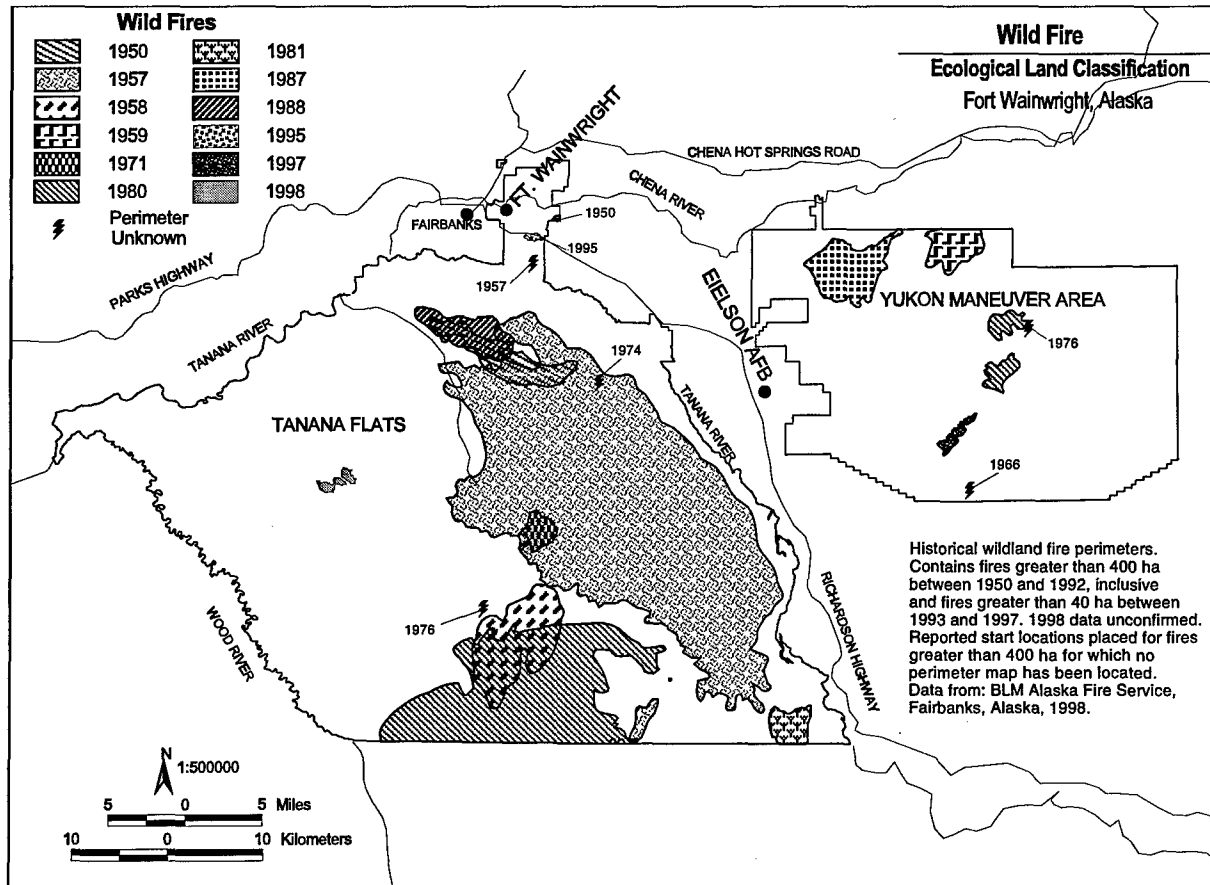 Wild Fires
1950
1957
1958
1959
1971
1980
1981
1987
1988
1995
1997
1998
Perimeter
Unknown
Wild Fire
Ecological Land Classification
Fort Wainwright, Alaska
CHENA HOT SPRINGS ROAD
FT. WAINWRIGHT
CHENA RIVER
FAIRBANKS
1950
1995
1957
PARKS HIGHWAY
TANANA RIVER
EIELSON AFB
YUKON MANEUVER AREA
1976
1974
TANANA RIVER
TANANA FLATS
1966
1976
WOOD RIVER
RICHARDSON HIGHWAY
Historical wildland fire perimeters.
Contains fires greater than 400 ha
between 1950 and 1992, inclusive
and fires greater than 40 ha between
1993 and 1997. 1998 data unconfirmed.
Reported start locations placed for fires
greater than 400 ha for which no
perimeter map has been located.
Data from: BLM Alaska Fire Service,
Fairbanks, Alaska, 1998.
N
1:500000
5 0 5 Miles
10 0 10 Kilometers